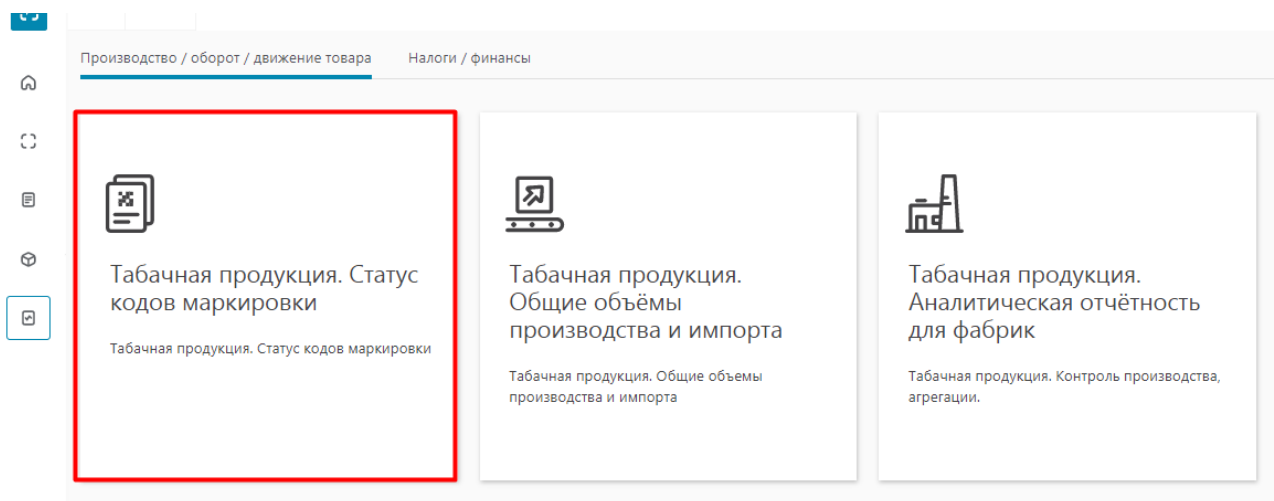 Производство / оборот / движение товара
Налоги / финансы
Табачная продукция. Статус
кодов маркировки
Табачная продукция. Статус кодов маркировки
Табачная продукция.
Общие объёмы
производства и импорта
Табачная продукция. Общие объемы
производства и импорта
Табачная продукция.
Аналитическая отчётность
для фабрик
Табачная продукция. Контроль производства,
агрегации.